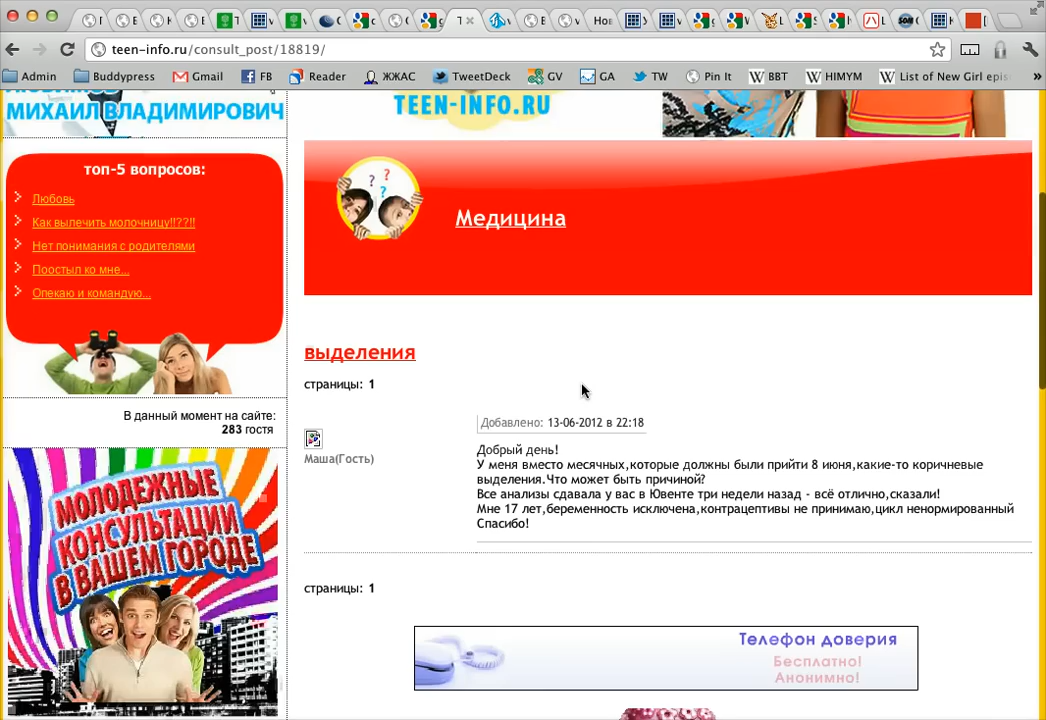 teen-info.ru/consult_post/18819/
Admin Buddypress Gmail FB Reader ЖЖАС TweetDeck GV GA TW Pin It BBT HIMYM List of New Girl epis
МИХАИЛ ВЛАДИМИРОВИЧ
TEEN-INFO.RU
топ-5 вопросов:
Любовь
Как вылечить молочницу!!??!!
Нет понимания с родителями
Поостыл ко мне...
Опекаю и командую...
В данный момент на сайте:
283 гостя
МОЛОДЕЖНЫЕ
КОНСУЛЬТАЦИИ
В ВАШЕМ ГОРОДЕ
Медицина
выделения
страницы: 1
Добавлено: 13-06-2012 в 22:18
Маша(Гость)
Добрый день!
У меня вместо месячных,которые должны были прийти 8 июня,какие-то коричневые
выделения.Что может быть причиной?
Все анализы сдавала у вас в Ювенте три недели назад - всё отлично,сказали!
Мне 17 лет,беременность исключена,контрацептивы не принимаю,цикл ненормированный
Спасибо!
страницы: 1
Телефон доверия
Бесплатно!
Анонимно!